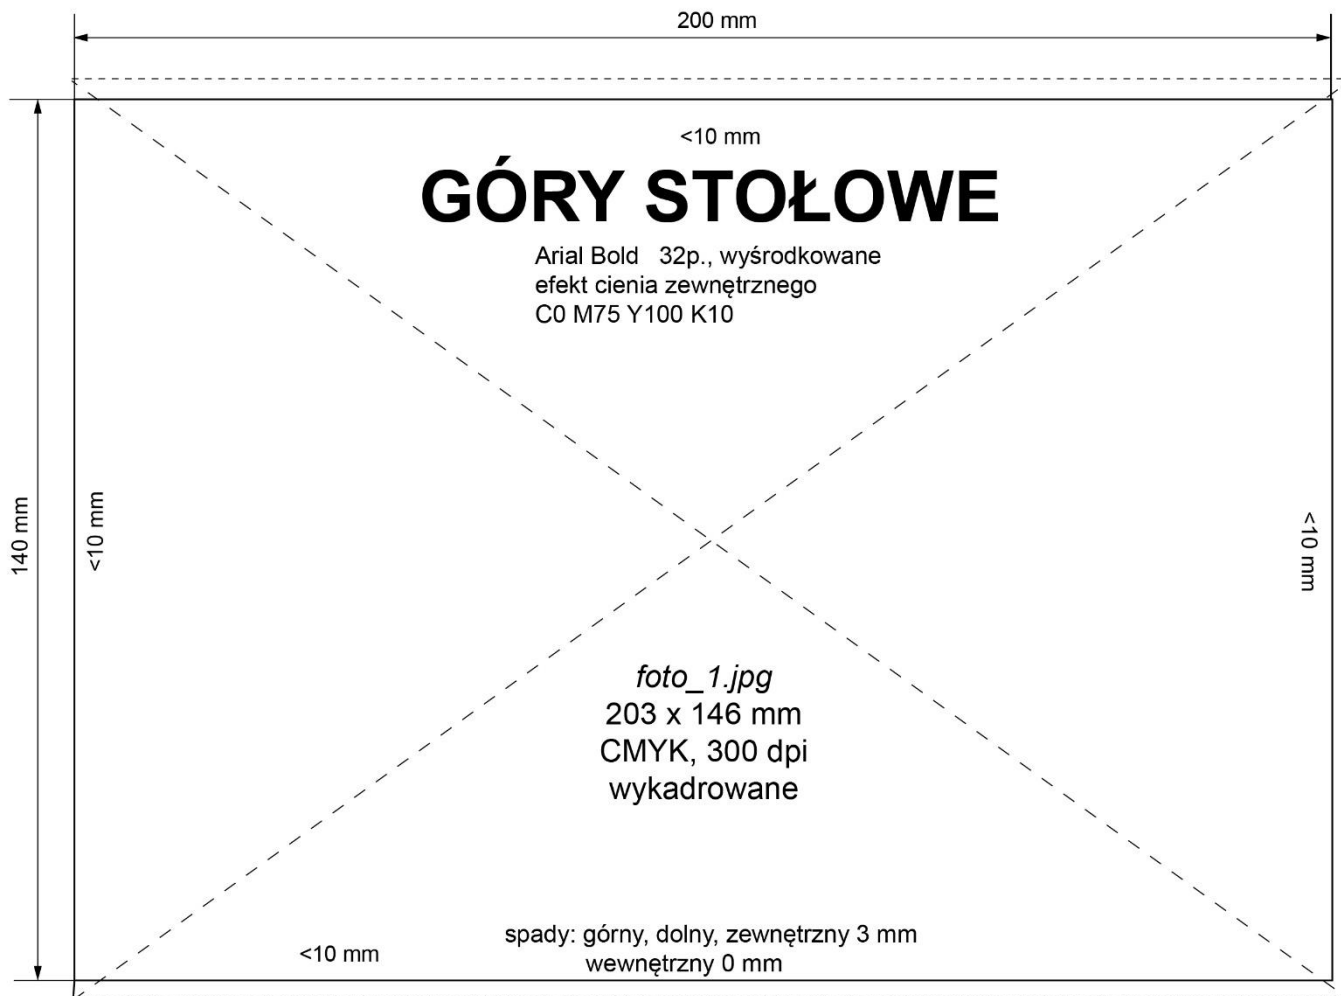 200 mm
<10 mm
GÓRY STOŁOWE
Arial Bold 32p., wyśrodkowane
efekt cienia zewnętrznego
C0 M75 Y100 K10
140 mm
<10 mm
<10 mm
foto_1.jpg
203 x 146 mm
CMYK, 300 dpi
wykadrowane
<10 mm
spady: górny, dolny, zewnętrzny 3 mm
wewnętrzny 0 mm